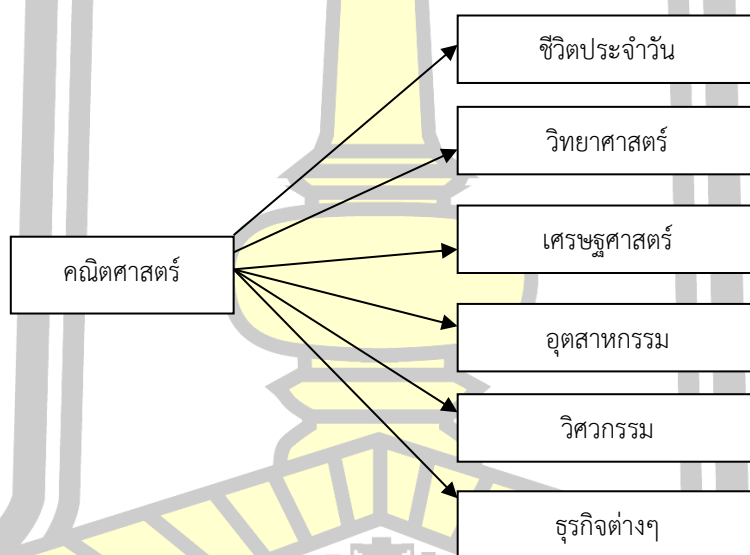 ชีวิตประจำวัน
วิทยาศาสตร์
เศรษฐศาสตร์
คณิตศาสตร์
อุตสาหกรรม
วิศวกรรม
ธุรกิจต่างๆ